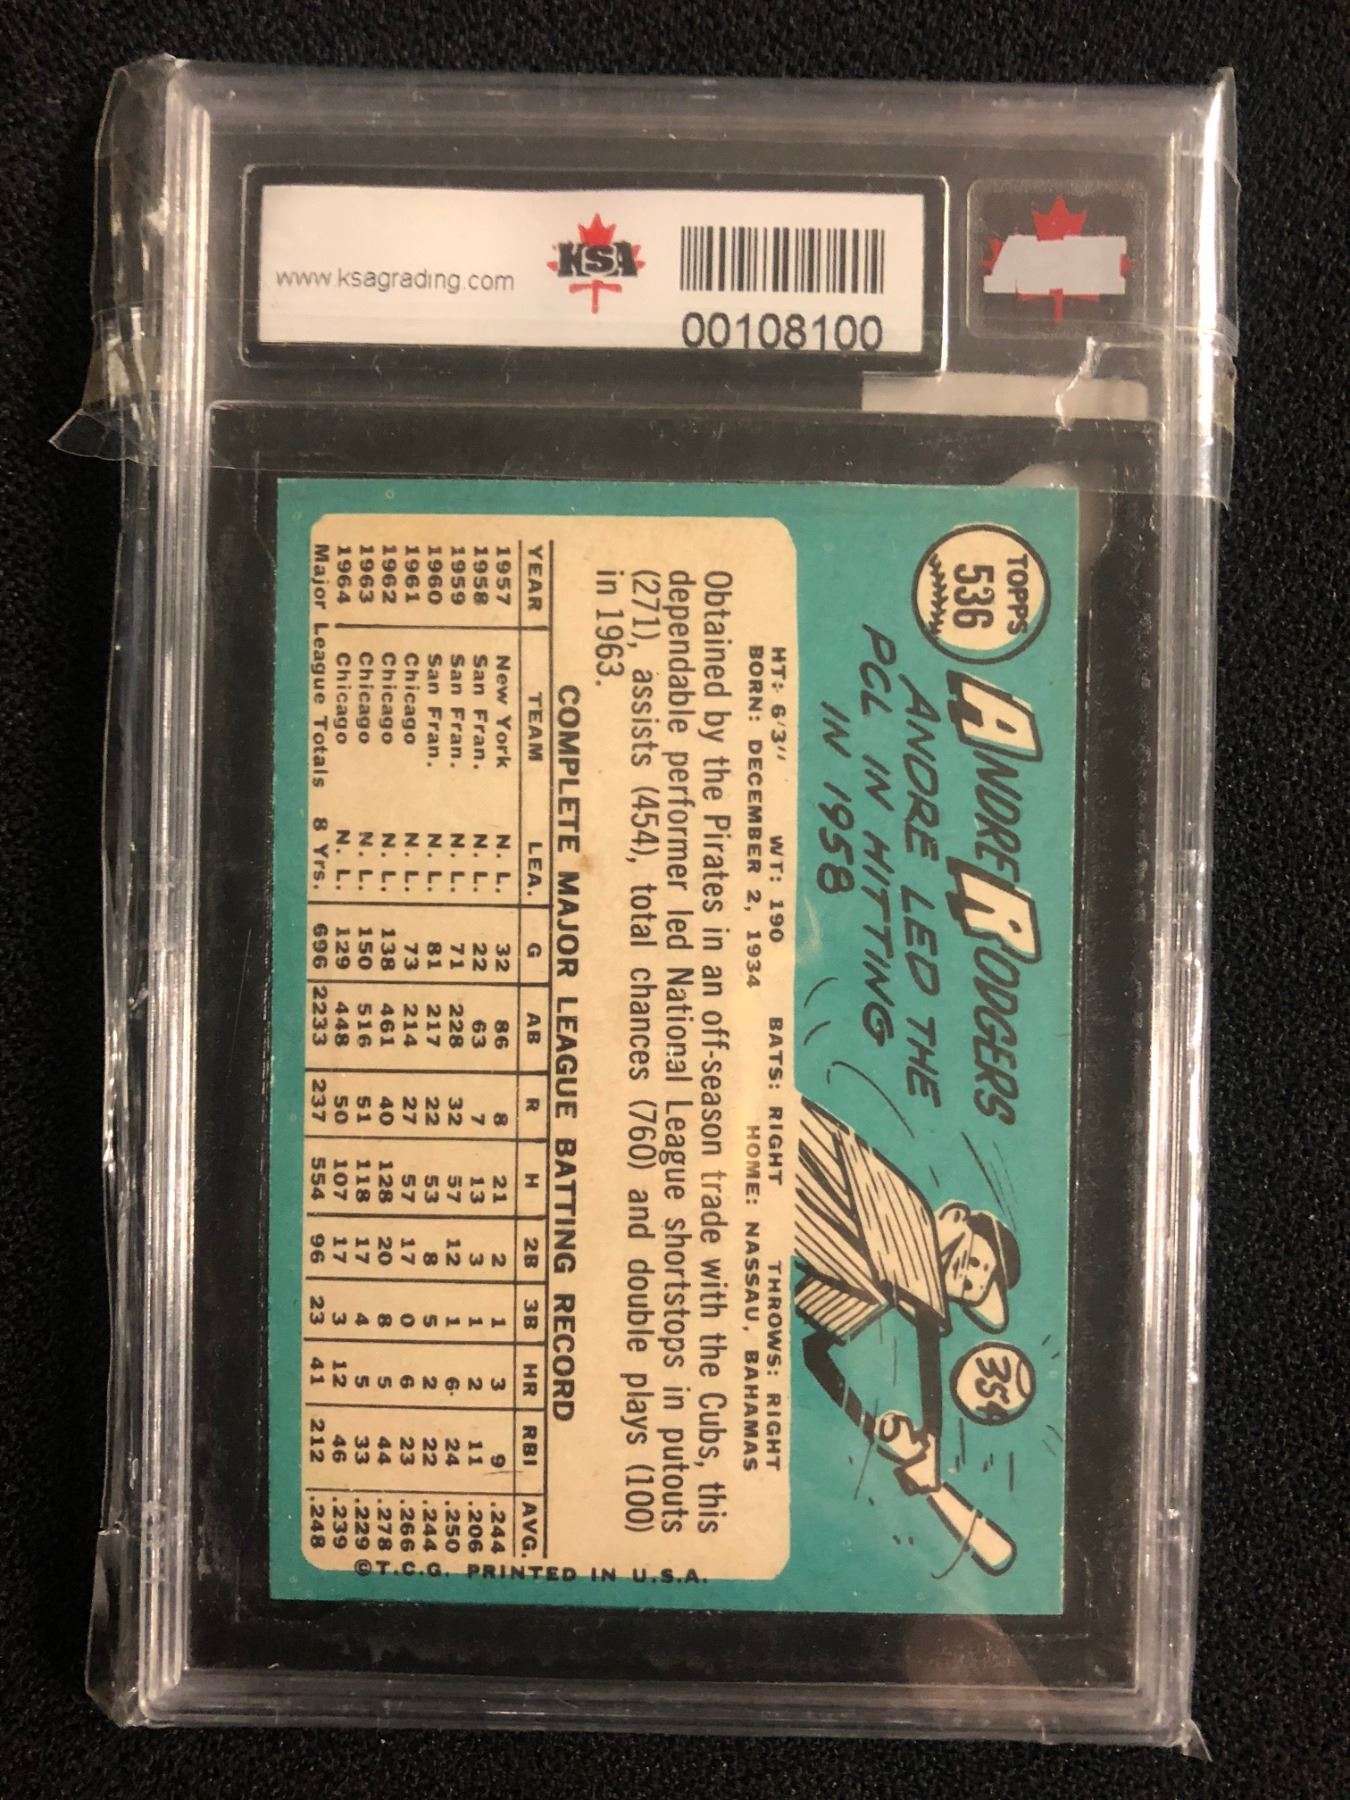 www.ksagrading.com
KSA
00108100
TOPPS
536
ANDRE RODGERS
ANDRE LED THE
PCL IN HITTING
IN 1958
354
HT: 6'3" WT: 190 BATS: RIGHT THROWS: RIGHT
BORN: DECEMBER 2, 1934 HOME: NASSAU, BAHAMAS
Obtained by the Pirates in an off-season trade with the Cubs, this
dependable performer led National League shortstops in putouts
(271), assists (454), total chances (760) and double plays (100)
in 1963.
COMPLETE MAJOR LEAGUE BATTING RECORD
YEAR TEAM LEA. G AB R H 2B 3B HR RBI AVG.
1957 New York N. L. 32 86 8 21 2 1 3 9 .244
1958 San Fran. N. L. 22 63 7 13 3 1 2 11 .206
1959 San Fran. N. L. 71 228 32 57 12 1 6 24 .250
1960 San Fran. N. L. 81 217 22 53 8 5 2 22 .244
1961 Chicago N. L. 73 214 27 57 17 0 6 23 .266
1962 Chicago N. L. 138 461 40 128 20 8 5 44 .278
1963 Chicago N. L. 150 516 51 118 17 4 5 33 .229
1964 Chicago N. L. 129 448 50 107 17 3 12 46 .239
Major League Totals 8 Yrs. 696 2233 237 554 96 23 41 212 .248
©T.C.G. PRINTED IN U.S.A.